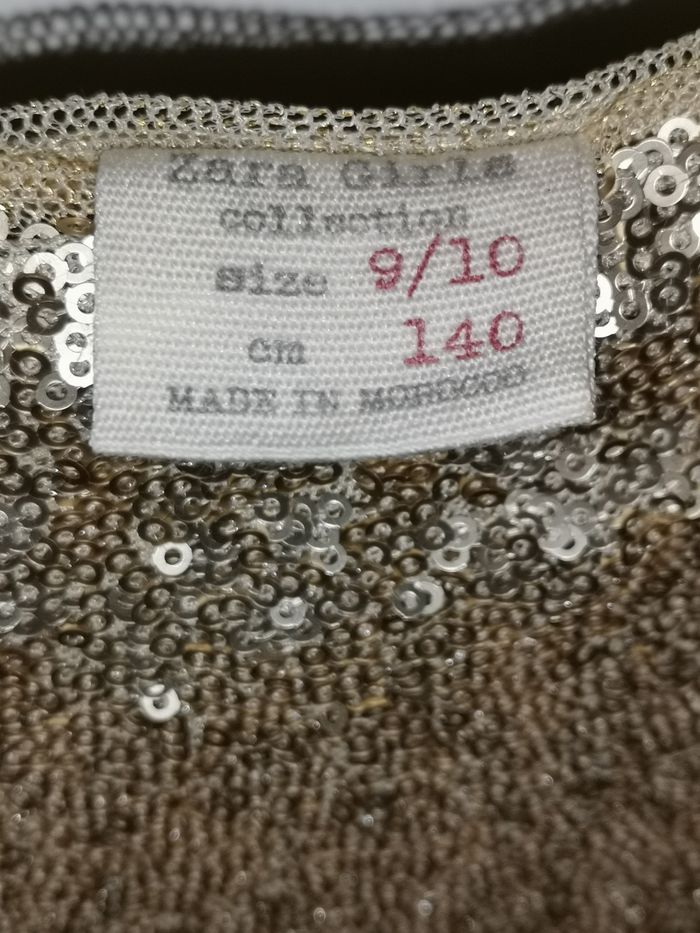 Zara Girls
collection
size 9/10
cm 140
MADE IN MOROCCO